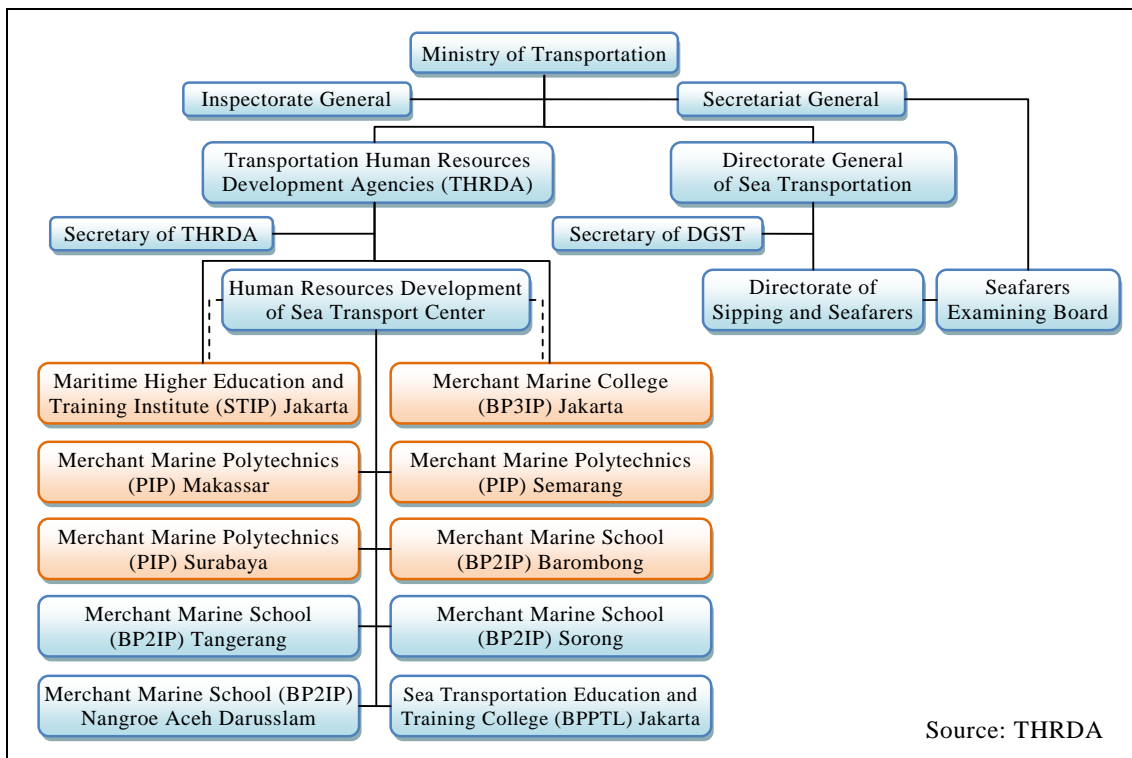 Ministry of Transportation
Inspectorate General
Secretariat General
Transportation Human Resources
Development Agencies (THRDA)
Directorate General
of Sea Transportation
Secretary of THRDA
Secretary of DGST
Human Resources Development
of Sea Transport Center
Directorate of
Sipping and Seafarers
Seafarers
Examining Board
Maritime Higher Education and
Training Institute (STIP) Jakarta
Merchant Marine College
(BP3IP) Jakarta
Merchant Marine Polytechnics
(PIP) Makassar
Merchant Marine Polytechnics
(PIP) Semarang
Merchant Marine Polytechnics
(PIP) Surabaya
Merchant Marine School
(BP2IP) Barombong
Merchant Marine School
(BP2IP) Tangerang
Merchant Marine School
(BP2IP) Sorong
Merchant Marine School (BP2IP)
Nangroe Aceh Darusslam
Sea Transportation Education and
Training College (BPPTL) Jakarta
Source: THRDA